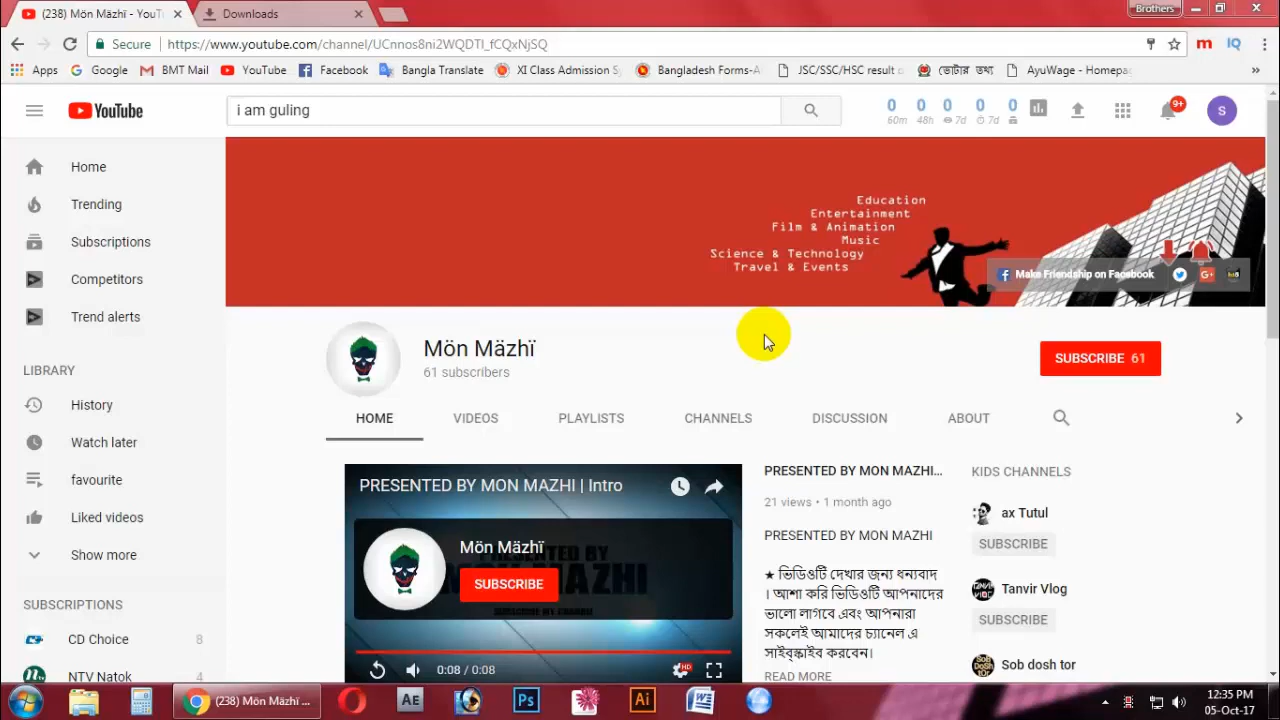 (238) Mön Mäzhï - YouT
Downloads
Brothers
Secure
https://www.youtube.com/channel/UCnnos8ni2WQDTI_fCQxNjSQ
Apps
Google
BMT Mail
YouTube
Facebook
Bangla Translate
XI Class Admission S
Bangladesh Forms-A
JSC/SSC/HSC result o
ভোটার তথ্য
AyuWage - Homepag
YouTube
i am guling
0 0 0 0 0
60m 48h 7d 7d
9+
S
Home
Trending
Subscriptions
Competitors
Trend alerts
LIBRARY
History
Watch later
favourite
Liked videos
Show more
SUBSCRIPTIONS
CD Choice 8
NTV Natok 4
Education
Entertainment
Film & Animation
Music
Science & Technology
Travel & Events
Make Friendship on Facebook
Mön Mäzhï
61 subscribers
SUBSCRIBE 61
HOME VIDEOS PLAYLISTS CHANNELS DISCUSSION ABOUT
PRESENTED BY MON MAZHI | Intro
Mön Mäzhï
SUBSCRIBE
0:08 / 0:08
HD
PRESENTED BY MON MAZHI...
21 views • 1 month ago
PRESENTED BY MON MAZHI
★ ভিডিওটি দেখার জন্য ধন্যবাদ
। আশা করি ভিডিওটি আপনাদের
ভালো লাগবে এবং আপনারা
সকলেই আমাদের চ্যানেল এ
সাইবস্ক্রাইব করবেন।
READ MORE
KIDS CHANNELS
ax Tutul
SUBSCRIBE
Tanvir Vlog
SUBSCRIBE
Sob dosh tor
(238) Mön Mäzhï ...
AE
Ps
Ai
12:35 PM
05-Oct-17